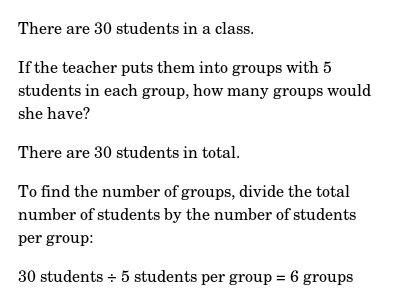 There are 30 students in a class.
If the teacher puts them into groups with 5
students in each group, how many groups would
she have?
There are 30 students in total.
To find the number of groups, divide the total
number of students by the number of students
per group:
30 students ÷ 5 students per group = 6 groups